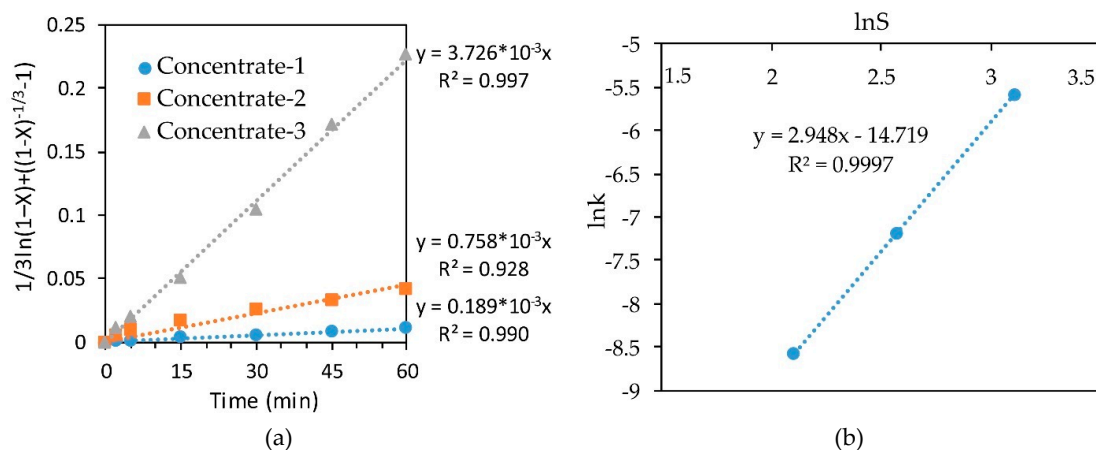 0.25
0.2
0.15
0.1
0.05
0
1/3ln(1−X)+((1-X)^-1/3-1)
Concentrate-1
Concentrate-2
Concentrate-3
y = 3.726*10^-3x
R² = 0.997
y = 0.758*10^-3x
R² = 0.928
y = 0.189*10^-3x
R² = 0.990
0 15 30 45 60
Time (min)
(a)
lnS
1.5 2 2.5 3 3.5
-5
-5.5
-6
-6.5
-7
-7.5
-8
-8.5
-9
lnk
y = 2.948x - 14.719
R² = 0.9997
(b)